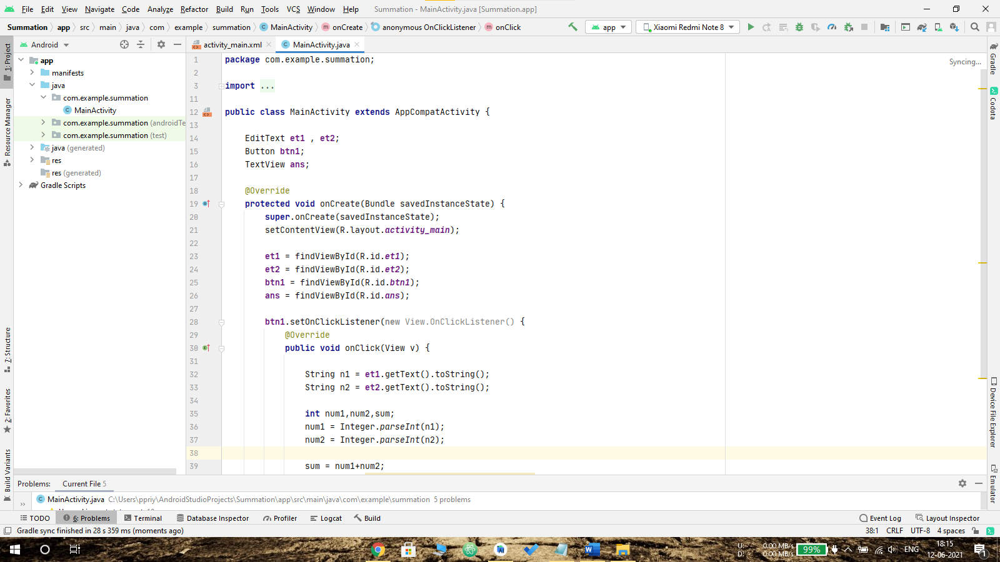 File Edit View Navigate Code Analyze Refactor Build Run Tools VCS Window Help Summation - MainActivity.java [Summation.app]
Summation app src main java com example summation MainActivity onCreate anonymous OnClickListener onClick app Xiaomi Redmi Note 8
1: Project
Android
activity_main.xml MainActivity.java
Syncing...
app
manifests
java
com.example.summation
MainActivity
com.example.summation (androidTe
com.example.summation (test)
java (generated)
res
res (generated)
Gradle Scripts
Resource Manager
7: Structure
2: Favorites
Build Variants
1 package com.example.summation;
2
3 import ...
11
12 public class MainActivity extends AppCompatActivity {
13
14 EditText et1 , et2;
15 Button btn1;
16 TextView ans;
17
18 @Override
19 protected void onCreate(Bundle savedInstanceState) {
20 super.onCreate(savedInstanceState);
21 setContentView(R.layout.activity_main);
22
23 et1 = findViewById(R.id.et1);
24 et2 = findViewById(R.id.et2);
25 btn1 = findViewById(R.id.btn1);
26 ans = findViewById(R.id.ans);
27
28 btn1.setOnClickListener(new View.OnClickListener() {
29 @Override
30 public void onClick(View v) {
31
32 String n1 = et1.getText().toString();
33 String n2 = et2.getText().toString();
34
35 int num1,num2,sum;
36 num1 = Integer.parseInt(n1);
37 num2 = Integer.parseInt(n2);
38
39 sum = num1+num2;
Gradle
Codota
Device File Explorer
Emulator
Problems: Current File 5
MainActivity.java C:\Users\ppriy\AndroidStudioProjects\Summation\app\src\main\java\com\example\summation 5 problems
TODO 6: Problems Terminal Database Inspector Profiler Logcat Build Event Log Layout Inspector
Gradle sync finished in 28 s 359 ms (moments ago) 38:1 CRLF UTF-8 4 spaces
U: 0.00 MB/s
D: 0.00 MB/s
99%
ENG
18:15
12-06-2021
1